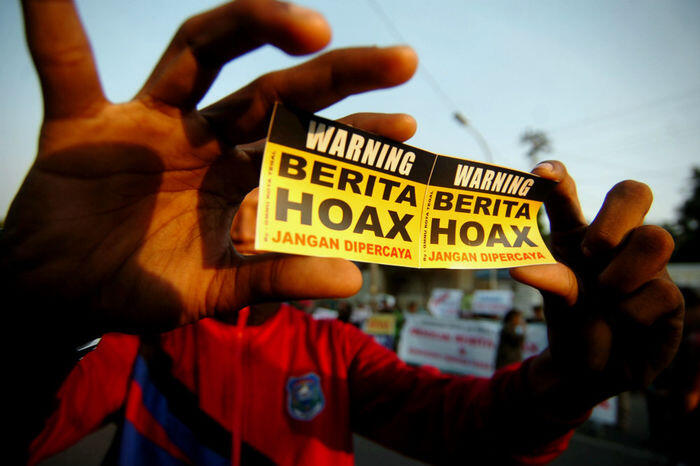 WARNING
BERITA
HOAX
JANGAN DIPERCAYA
WARNING
BERITA
HOAX
JANGAN DIPERCAYA